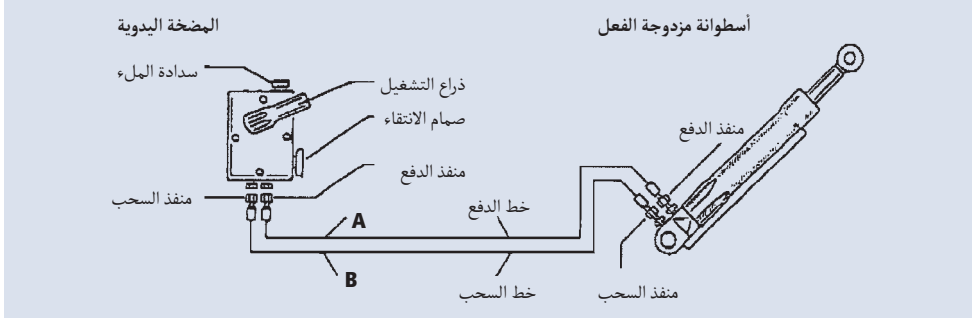 أسطوانة مزدوجة الفعل
المضخة اليدوية
سدادة الملء
ذراع التشغيل
صمام الانتقاء
منفذ الدفع
منفذ الدفع
منفذ السحب
خط الدفع
A
B
خط السحب
منفذ السحب